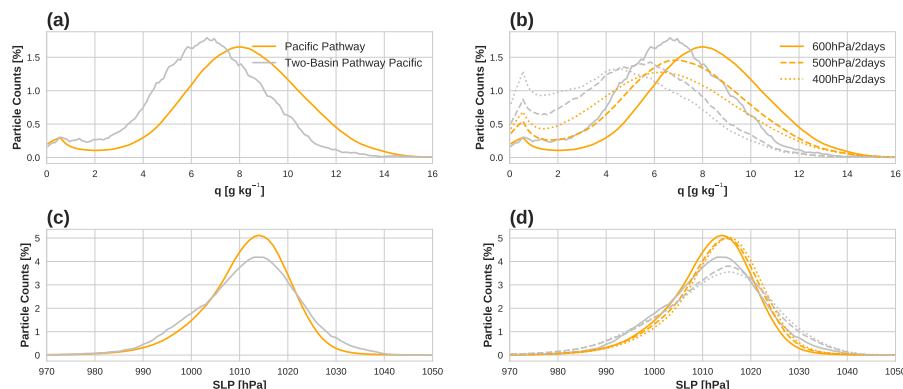 (a)
Particle Counts [%]
1.5
1.0
0.5
0.0
Pacific Pathway
Two-Basin Pathway Pacific
0 2 4 6 8 10 12 14 16
q [g kg⁻¹]
(b)
Particle Counts [%]
1.5
1.0
0.5
0.0
600hPa/2days
500hPa/2days
400hPa/2days
0 2 4 6 8 10 12 14 16
q [g kg⁻¹]
(c)
Particle Counts [%]
5
4
3
2
1
0
970 980 990 1000 1010 1020 1030 1040 1050
SLP [hPa]
(d)
Particle Counts [%]
5
4
3
2
1
0
970 980 990 1000 1010 1020 1030 1040 1050
SLP [hPa]